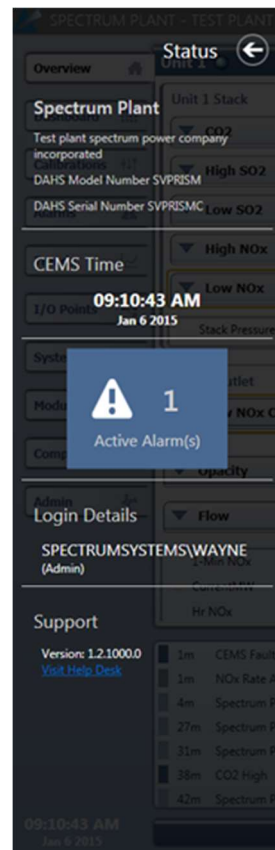 SPECTRUM PLANT - TEST PLANT
Status
Overview
Unit 1
Unit 1 Stack
Spectrum Plant
CO2
Test plant spectrum power company
incorporated
Calibrations
High SO2
DAHS Model Number SVPRISM
DAHS Serial Number SVPRISMC
Alarms
Low SO2
High NOx
CEMS Time
Low NOx
09:10:43 AM
Jan 6 2015
I/O Points
Stack Pressure
1
Active Alarm(s)
Opacity
Admin
Login Details
Flow
SPECTRUMSYSTEMS\WAYNE
(Admin)
1-Min NOx
CurrentMW
Hr NOx
Support
Version: 1.2.1000.0
Visit Help Desk
1m CEMS Fault
1m NOx Rate
4m Spectrum
27m Spectrum
31m Spectrum
38m CO2 High
42m Spectrum
09:10:43 AM
Jan 6 2015